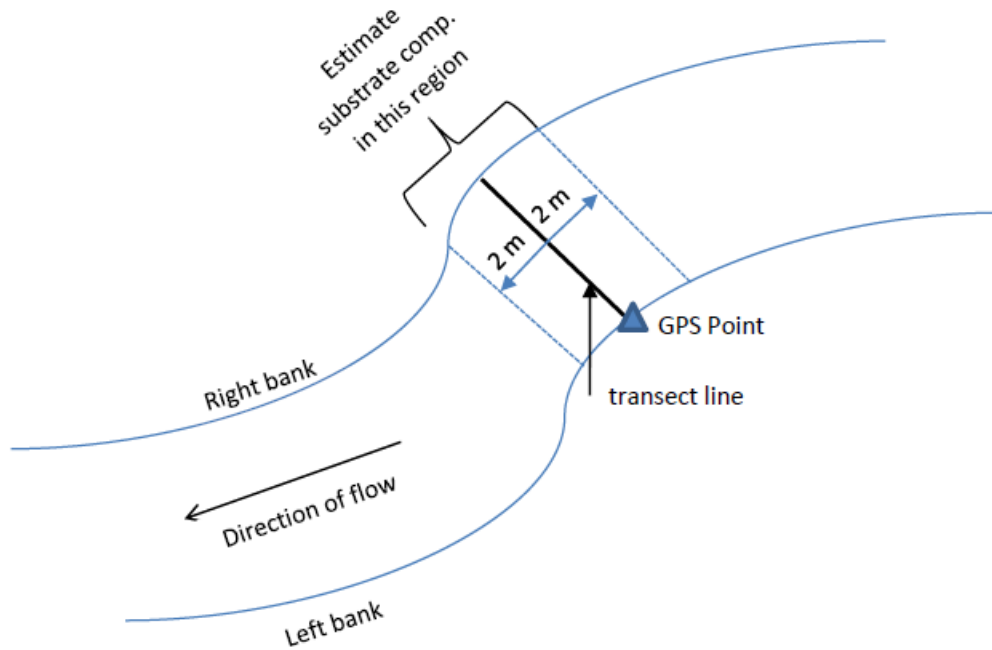 Estimate
substrate comp.
in this region
2 m
2 m
GPS Point
transect line
Right bank
Direction of flow
Left bank